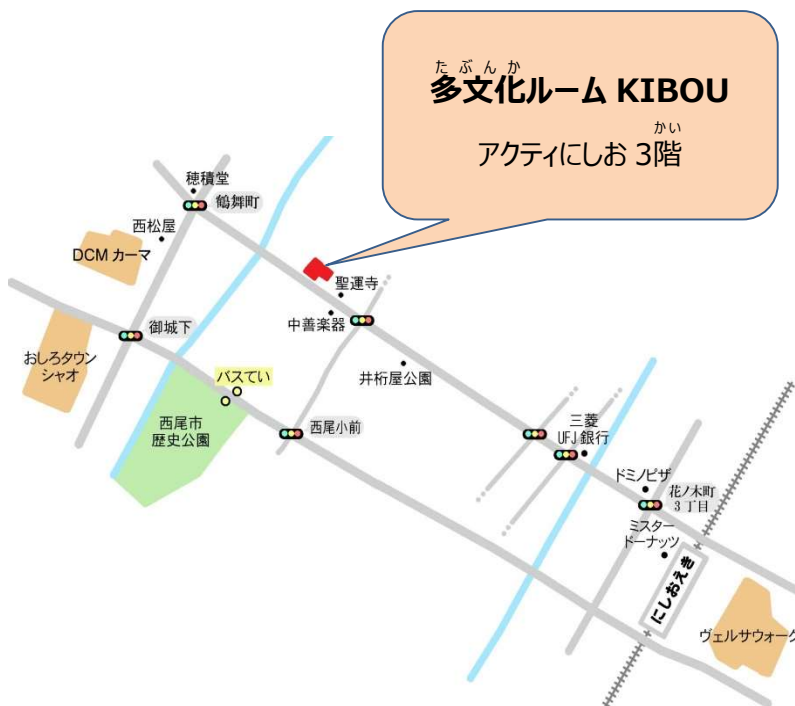 たぶんか
多文化ルーム KIBOU
かい
アクティにしお 3階
穂積堂
鶴舞町
西松屋
DCM カーマ
聖運寺
中善楽器
御城下
おしろタウン
シャオ
バスてい
井桁屋公園
西尾市
歴史公園
西尾小前
三菱
UFJ 銀行
ドミノピザ
花ノ木町
3丁目
ミスター
ドーナッツ
にしおえき
ヴェルサウォーク